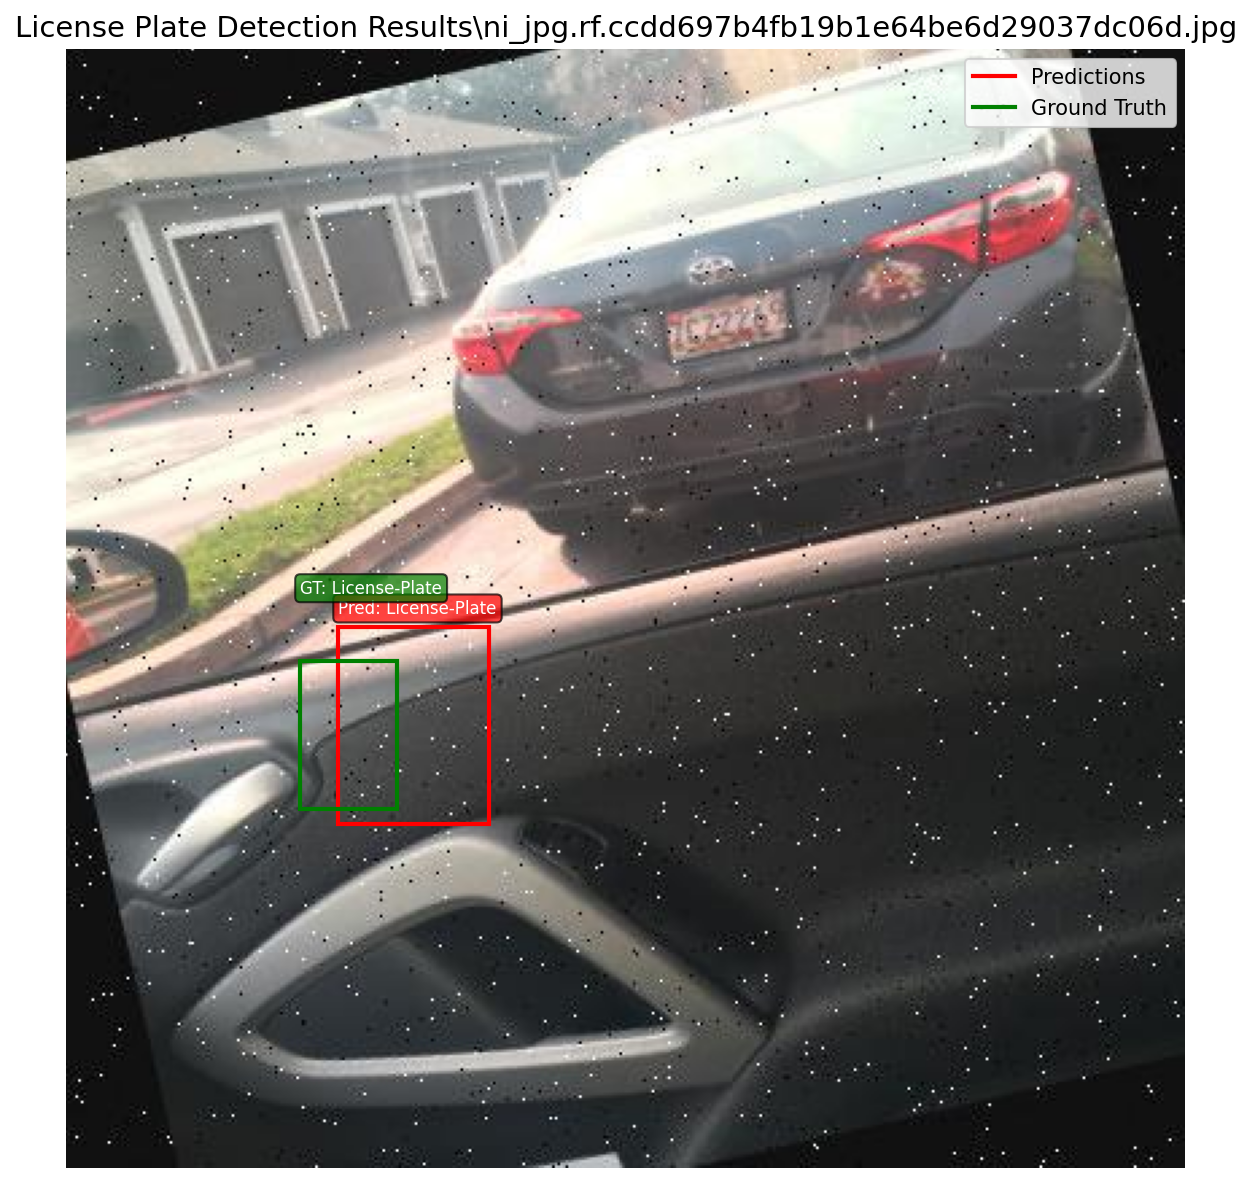 License Plate Detection Results\ni_jpg.rf.ccdd697b4fb19b1e64be6d29037dc06d.jpg
Predictions
Ground Truth
GT: License-Plate
Pred: License-Plate